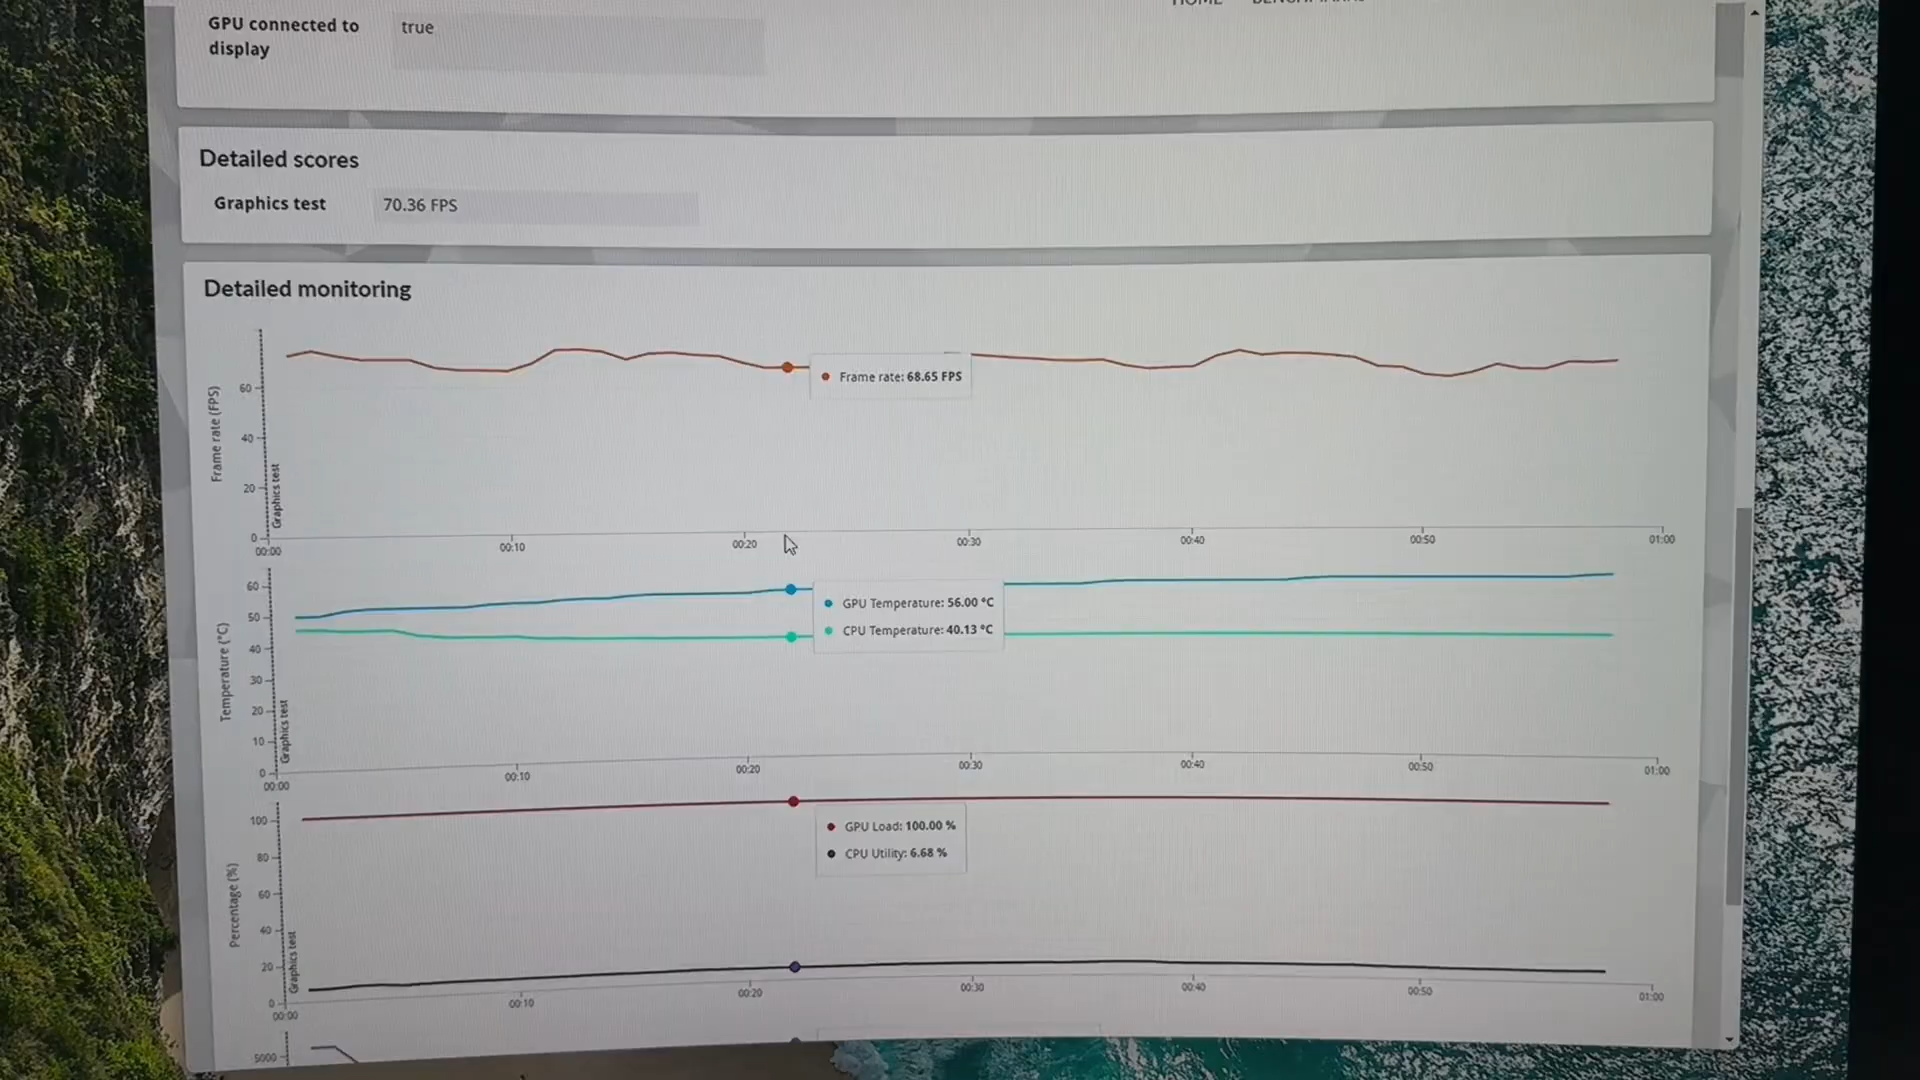 HOME BENCHMARKS
GPU connected to
display
true
Detailed scores
Graphics test
70.36 FPS
Detailed monitoring
Frame rate (FPS)
60
40
20
0
Graphics test
Frame rate: 68.65 FPS
00:00
00:10
00:20
00:30
00:40
00:50
01:00
Temperature (°C)
60
50
40
30
20
10
0
Graphics test
GPU Temperature: 56.00 °C
CPU Temperature: 40.13 °C
00:00
00:10
00:20
00:30
00:40
00:50
01:00
Percentage (%)
100
80
60
40
20
0
Graphics test
GPU Load: 100.00 %
CPU Utility: 6.68 %
00:00
00:10
00:20
00:30
00:40
00:50
01:00
5000